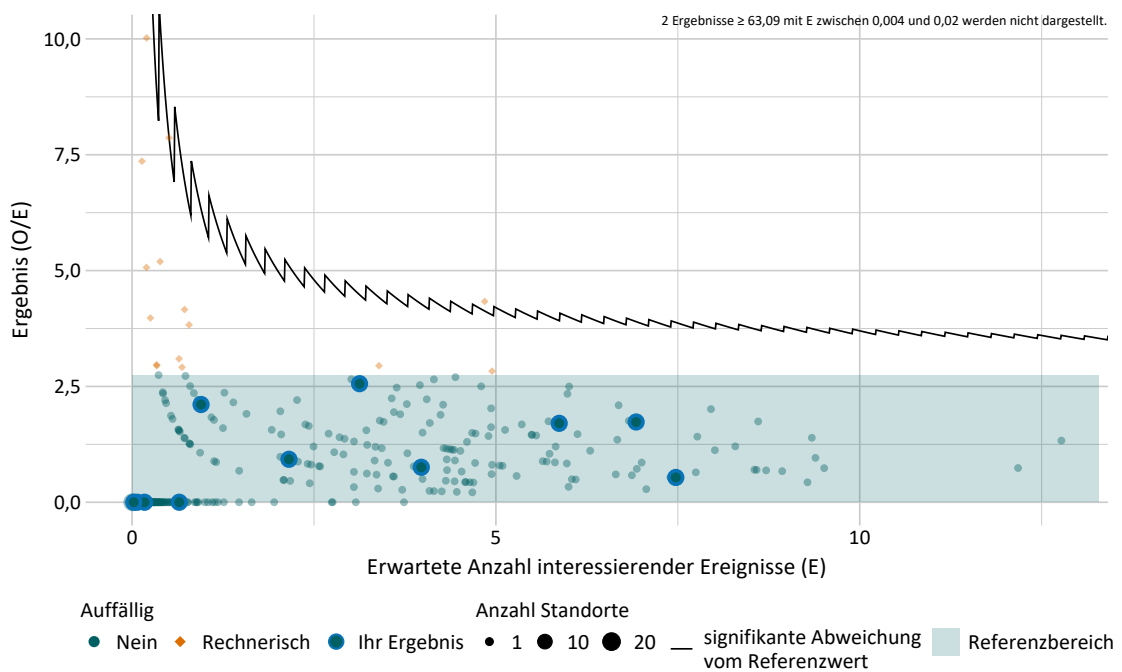 2 Ergebnisse ≥ 63,09 mit E zwischen 0,004 und 0,02 werden nicht dargestellt.
10,0
7,5
5,0
2,5
0,0
Ergebnis (O/E)
0
5
10
Erwartete Anzahl interessierender Ereignisse (E)
Auffällig
Nein
Rechnerisch
Ihr Ergebnis
Anzahl Standorte
1
10
20
signifikante Abweichung
vom Referenzwert
Referenzbereich